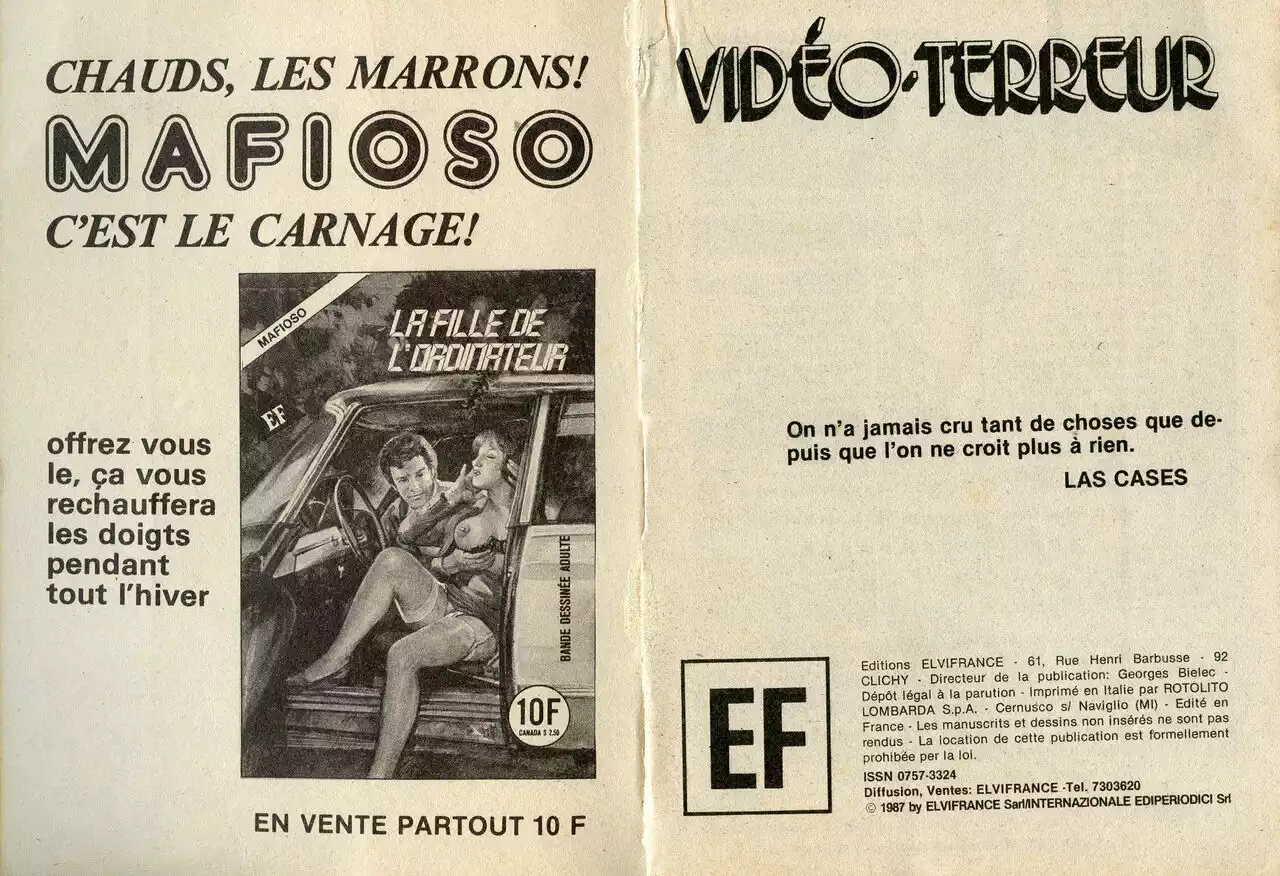 CHAUDS, LES MARRONS!
MAFIOSO
C'EST LE CARNAGE!
MAFIOSO
LA FILLE DE
L'ORDINATEUR
EF
offrez vous
le, ça vous
rechauffera
les doigts
pendant
tout l'hiver
BANDE DESSINÉE ADULTE
10F
CANADA $ 2.50
EN VENTE PARTOUT 10 F
VIDÉO-TERREUR
On n'a jamais cru tant de choses que de-
puis que l'on ne croit plus à rien.
LAS CASES
EF
Editions ELVIFRANCE - 61, Rue Henri Barbusse - 92
CLICHY - Directeur de la publication: Georges Bielec -
Dépôt légal à la parution - Imprimé en Italie par ROTOLITO
LOMBARDA S.p.A. - Cernusco s/ Naviglio (MI) - Edité en
France - Les manuscrits et dessins non insérés ne sont pas
rendus - La location de cette publication est formellement
prohibée per la loi.
ISSN 0757-3324
Diffusion, Ventes: ELVIFRANCE -Tel. 7303620
© 1987 by ELVIFRANCE Sarl/INTERNAZIONALE EDIPERIODICI Srl